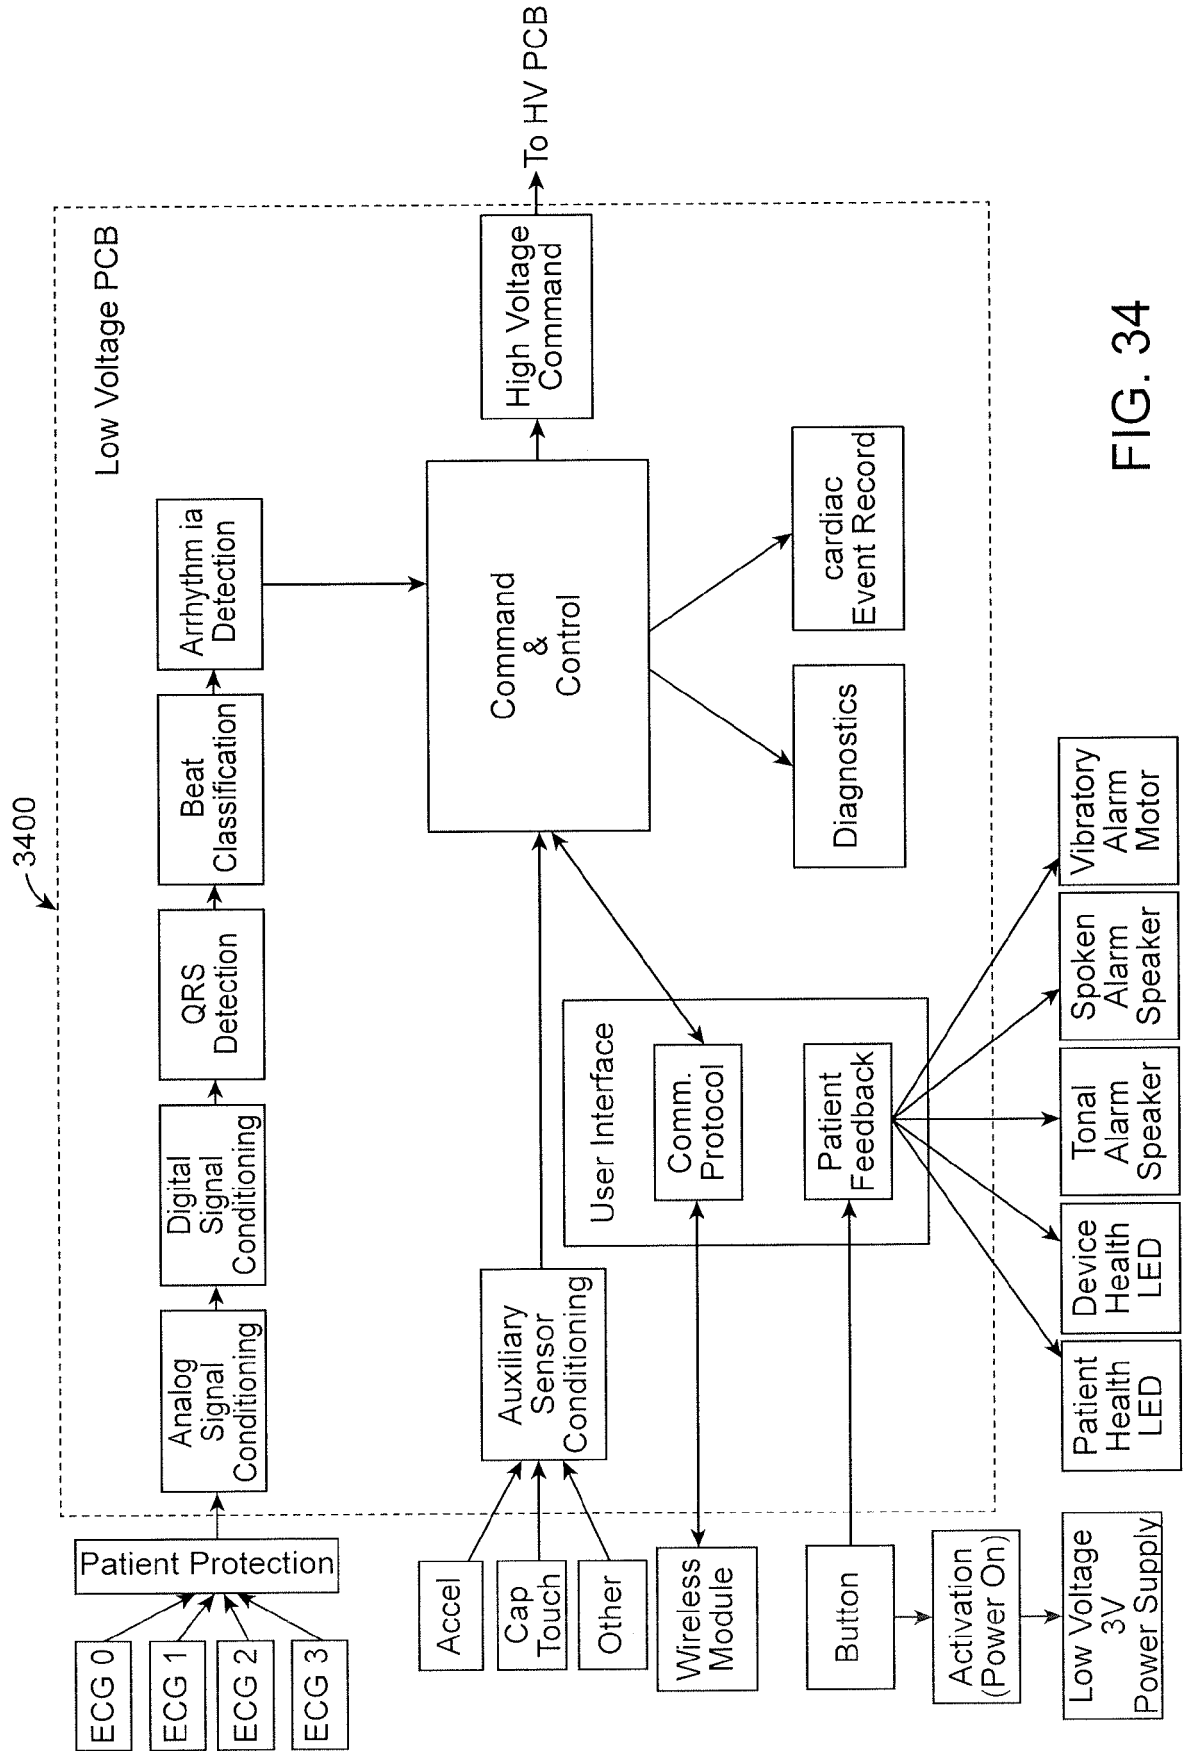 3400
Low Voltage PCB
ECG 0
ECG 1
ECG 2
ECG 3
Patient Protection
Analog
Signal
Conditioning
Digital
Signal
Conditioning
QRS
Detection
Beat
Classification
Arrhythm ia
Detection
Accel
Cap
Touch
Other
Auxiliary
Sensor
Conditioning
Command
&
Control
High Voltage
Command
To HV PCB
Wireless
Module
User Interface
Comm.
Protocol
Patient
Feedback
Diagnostics
cardiac
Event Record
Button
Activation
(Power On)
Low Voltage
3V
Power Supply
Patient
Health
LED
Device
Health
LED
Tonal
Alarm
Speaker
Spoken
Alarm
Speaker
Vibratory
Alarm
Motor
FIG. 34